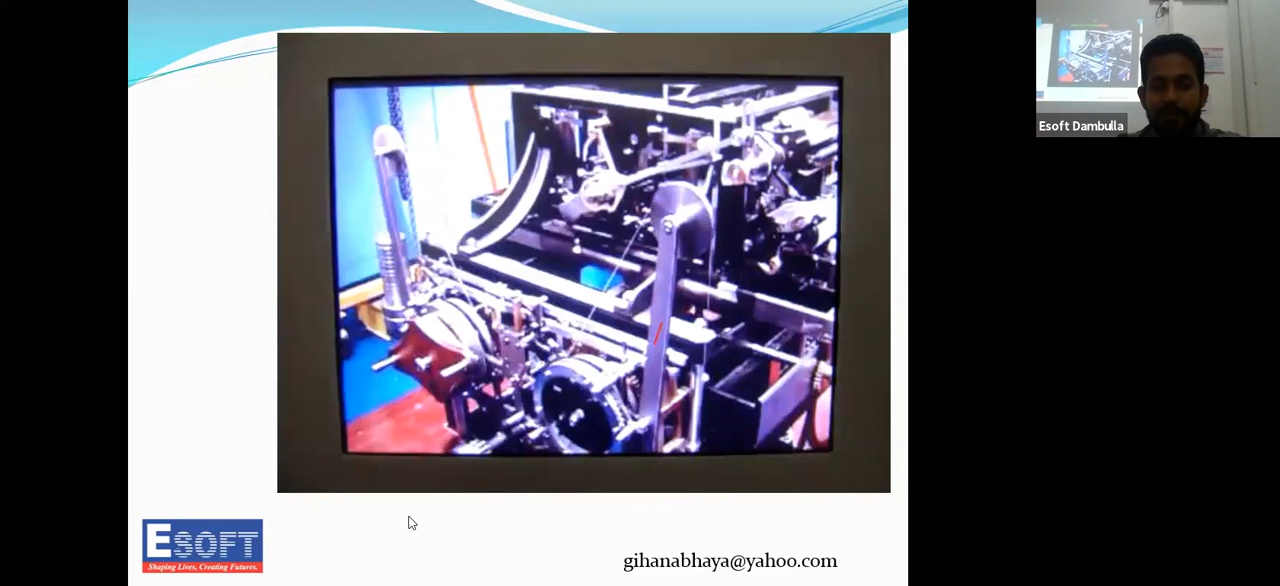 Esoft Dambulla
ESOFT
Shaping Lives, Creating Futures.
gihanabhaya@yahoo.com